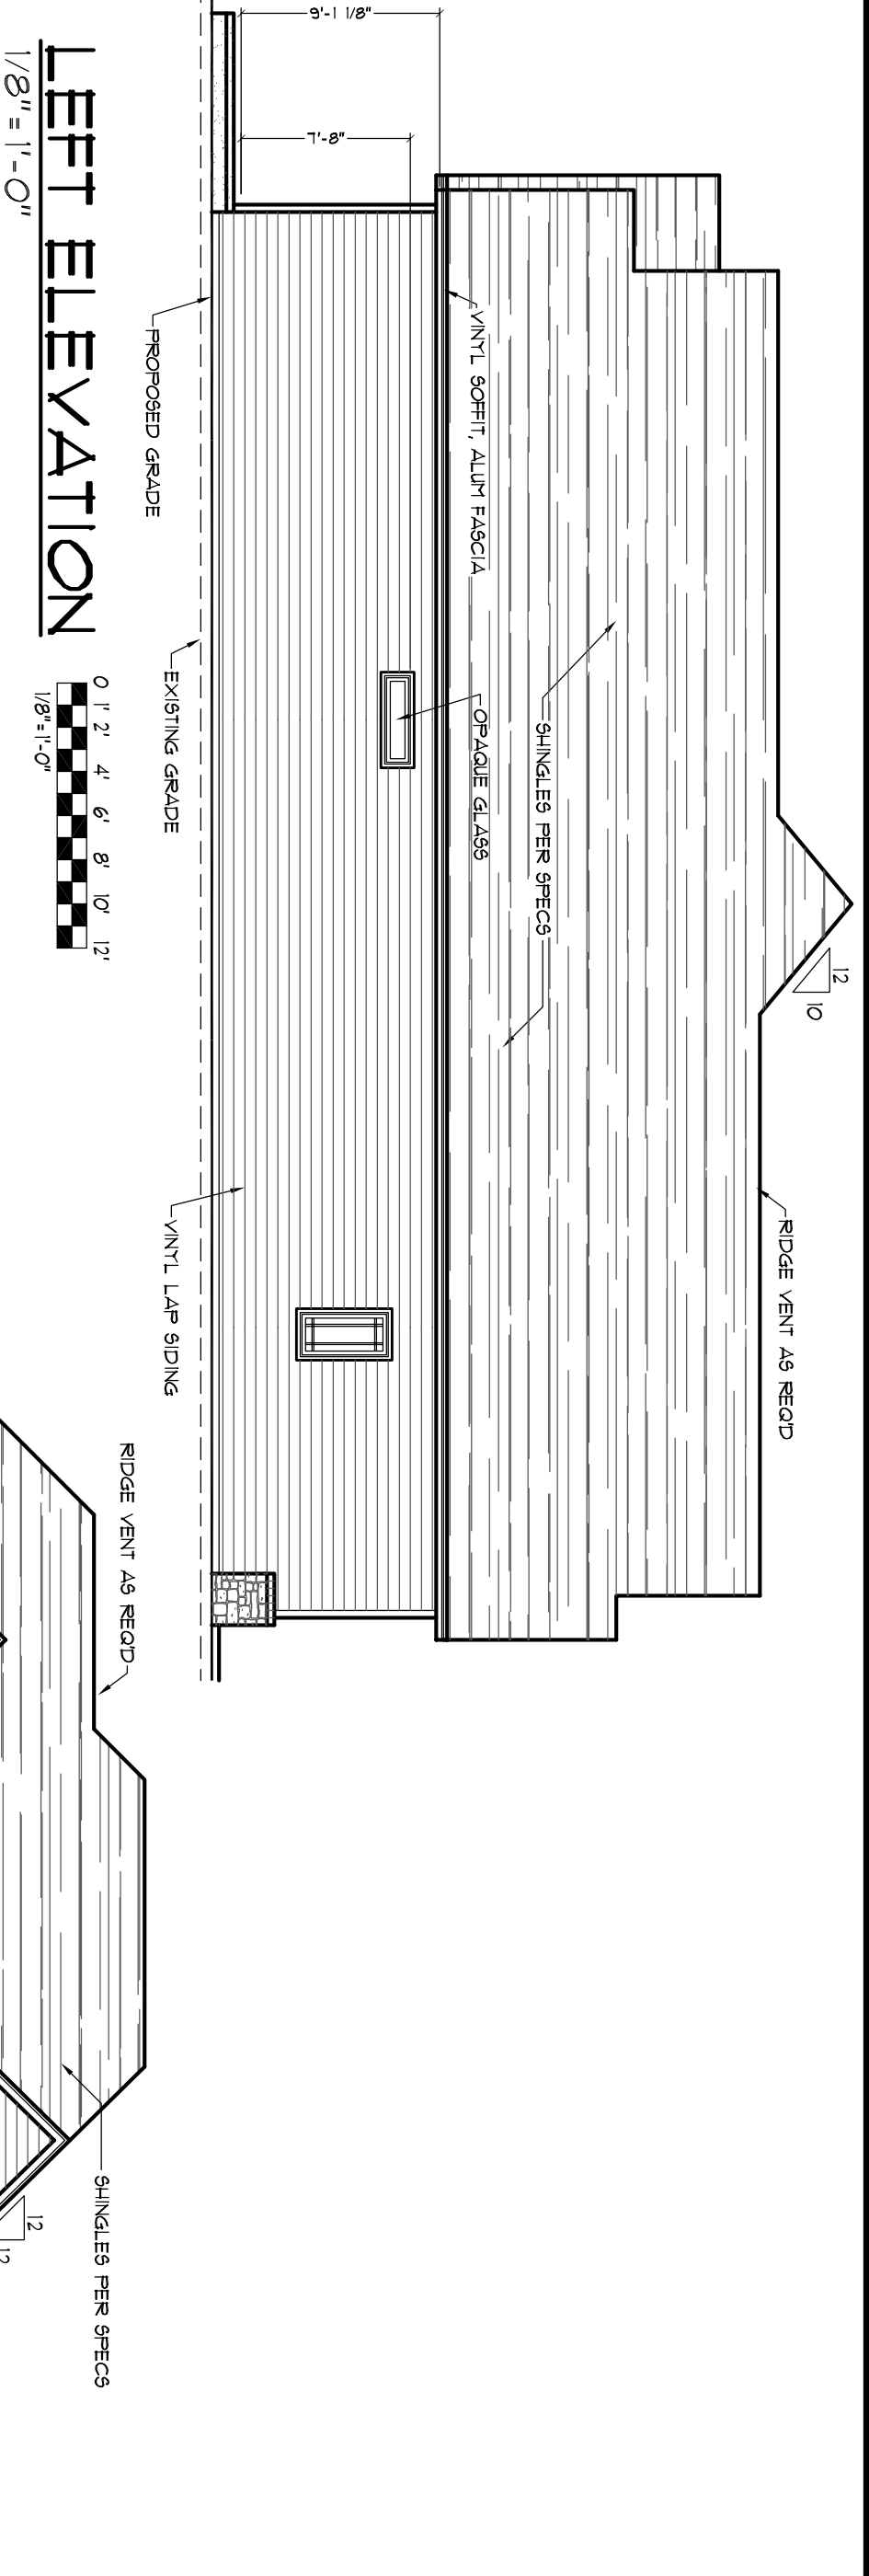 12
10
RIDGE VENT AS REQ'D
SHINGLES PER SPECS
OPAQUE GLASS
VINYL SOFFIT, ALUM FASCIA
9'-1 1/8"
7'-8"
PROPOSED GRADE
EXISTING GRADE
VINYL LAP SIDING
RIDGE VENT AS REQ'D
SHINGLES PER SPECS
12
12
LEFT ELEVATION
1/8" = 1'-0"
0 1' 2' 4' 6' 8' 10' 12'
1/8" = 1'-0"